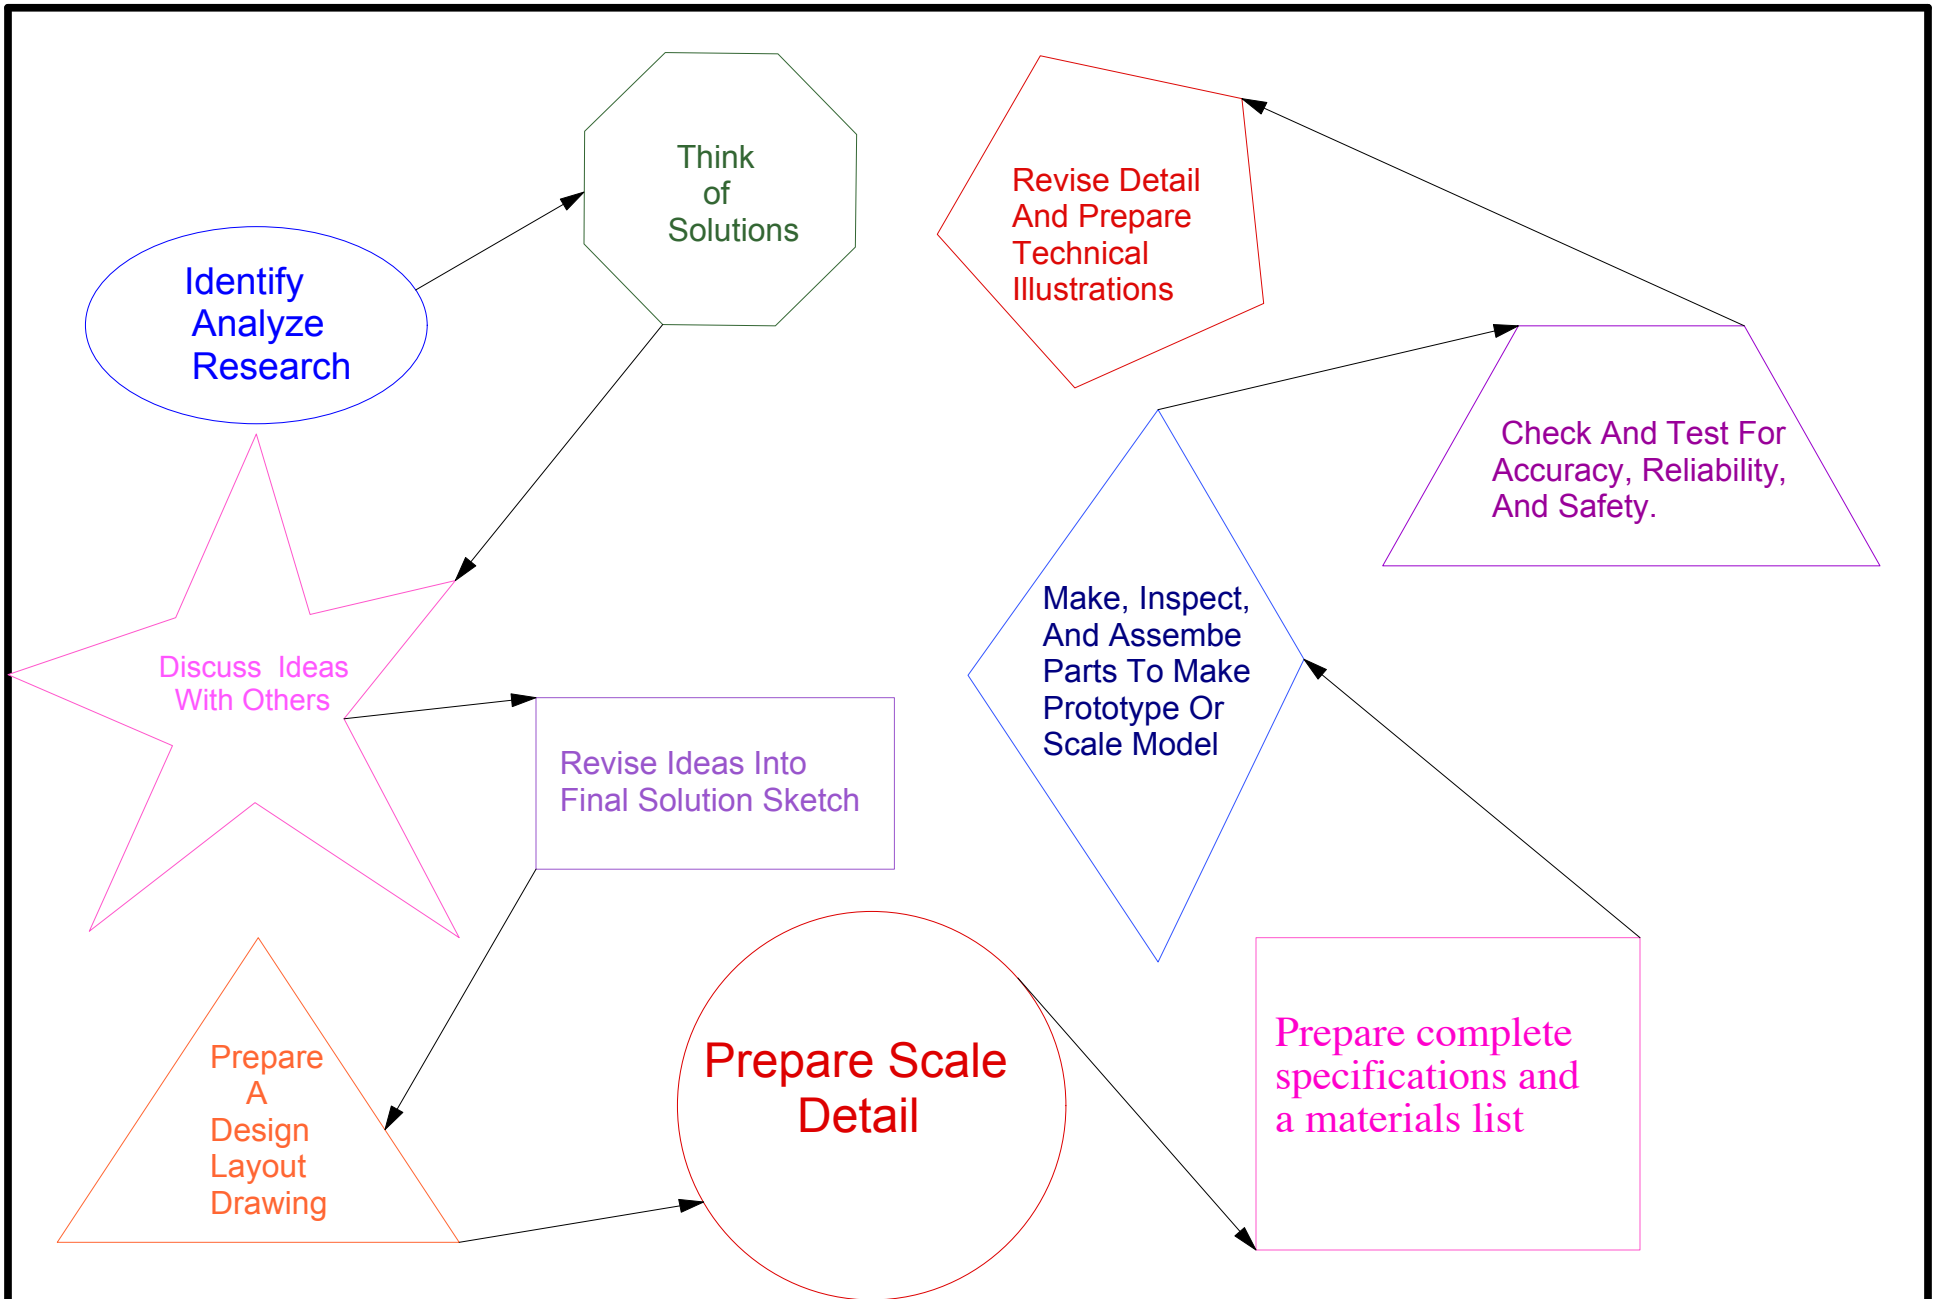 Identify
Analyze
Research
Think
of
Solutions
Discuss  Ideas
With Others
Revise Ideas Into
Final Solution Sketch
Prepare
A
Design
Layout
Drawing
Prepare Scale
Detail
Prepare complete
specifications and
a materials list
Make, Inspect,
And Assembe
Parts To Make
Prototype Or
Scale Model
Check And Test For
Accuracy, Reliability,
And Safety.
Revise Detail
And Prepare
Technical
Illustrations